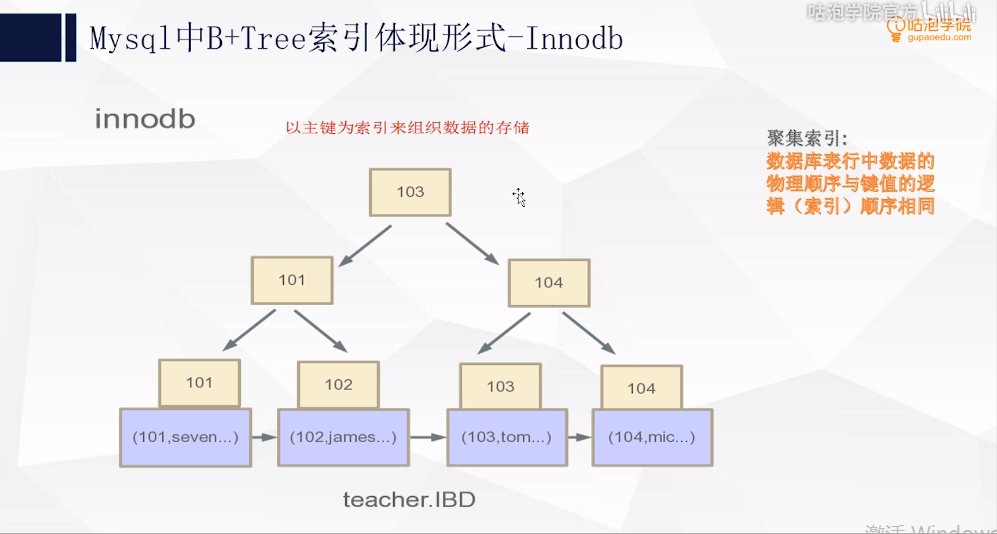 咕泡学院官方
咕泡学院
gupaoedu.com
Mysql中B+Tree索引体现形式-Innodb
innodb
以主键为索引来组织数据的存储
聚集索引:
数据库表行中数据的
物理顺序与键值的逻
辑（索引）顺序相同
103
101
104
101
102
103
104
(101,seven...)
(102,james...)
(103,tom...)
(104,mic...)
teacher.IBD
激活 Windows